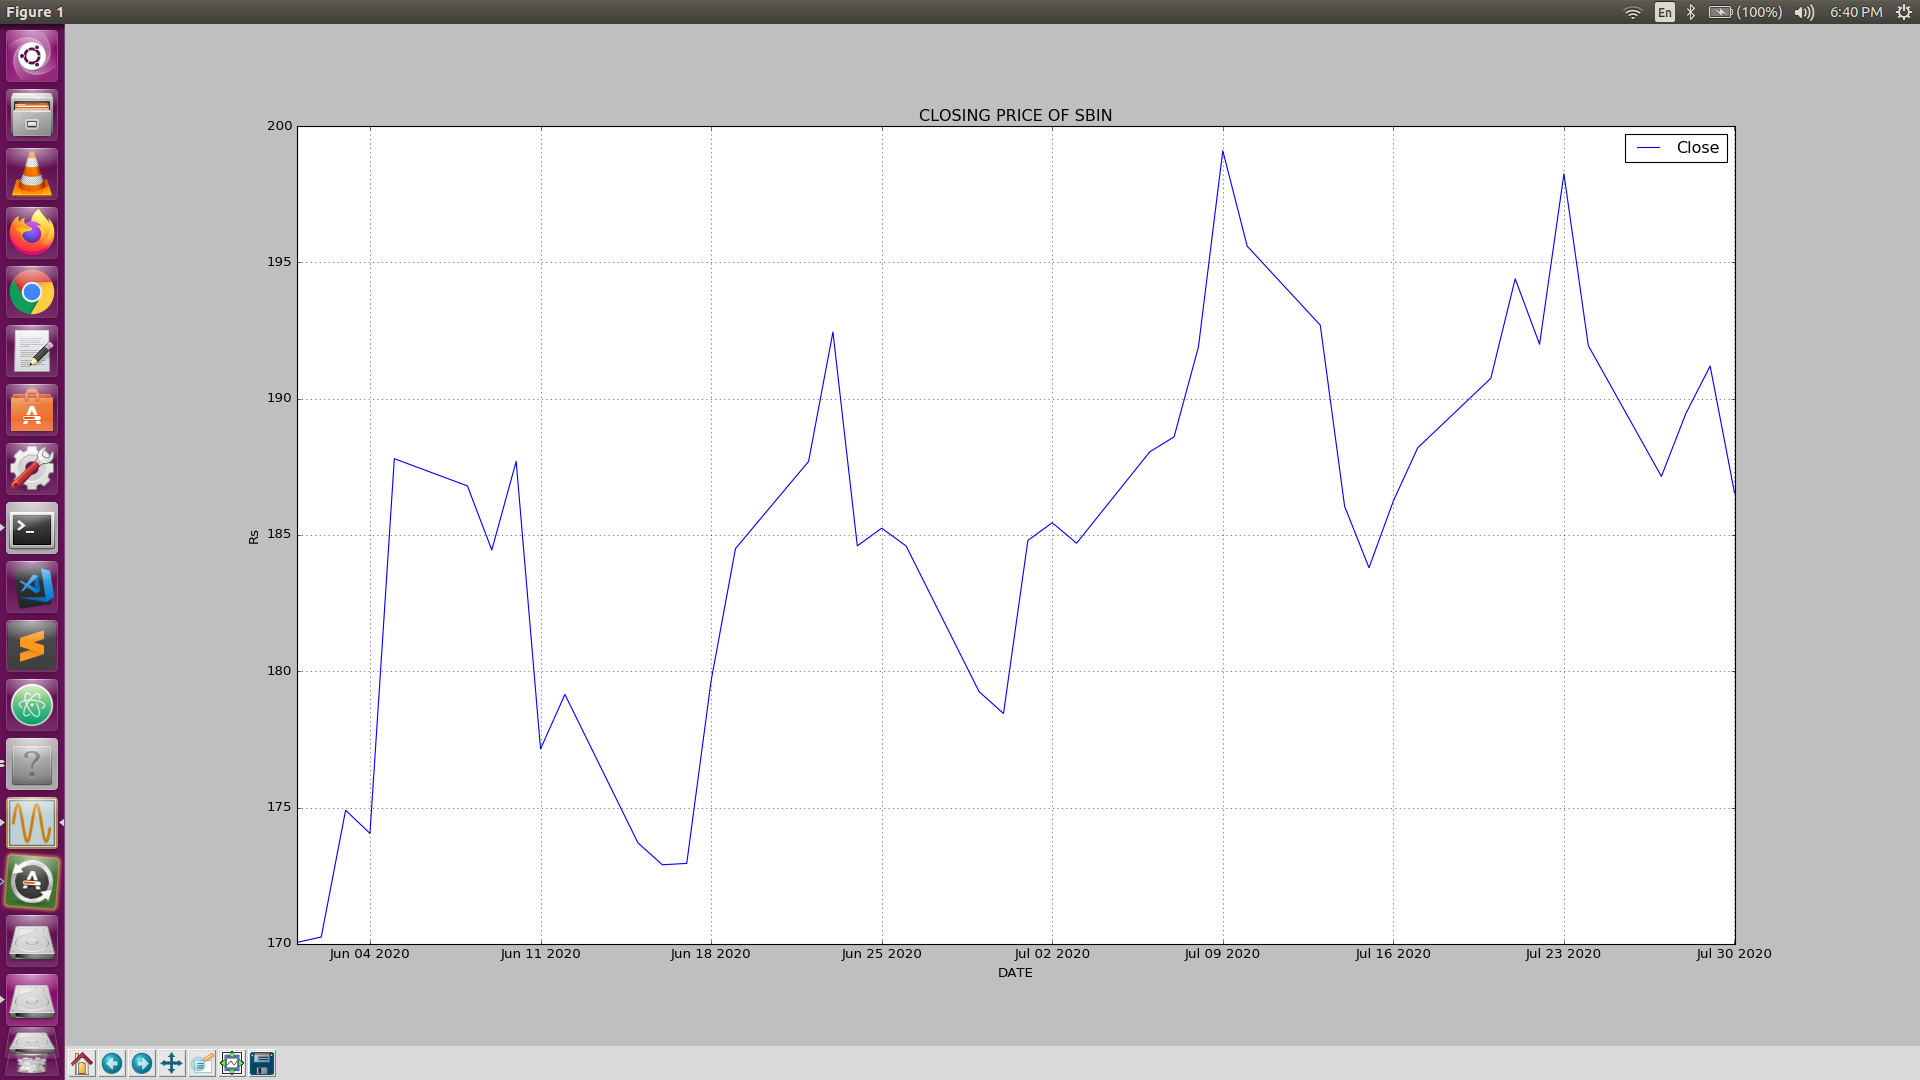 Figure 1
En
(100%)
6:40 PM
CLOSING PRICE OF SBIN
Close
200
195
190
185
180
175
170
Rs
Jun 04 2020
Jun 11 2020
Jun 18 2020
Jun 25 2020
Jul 02 2020
Jul 09 2020
Jul 16 2020
Jul 23 2020
Jul 30 2020
DATE